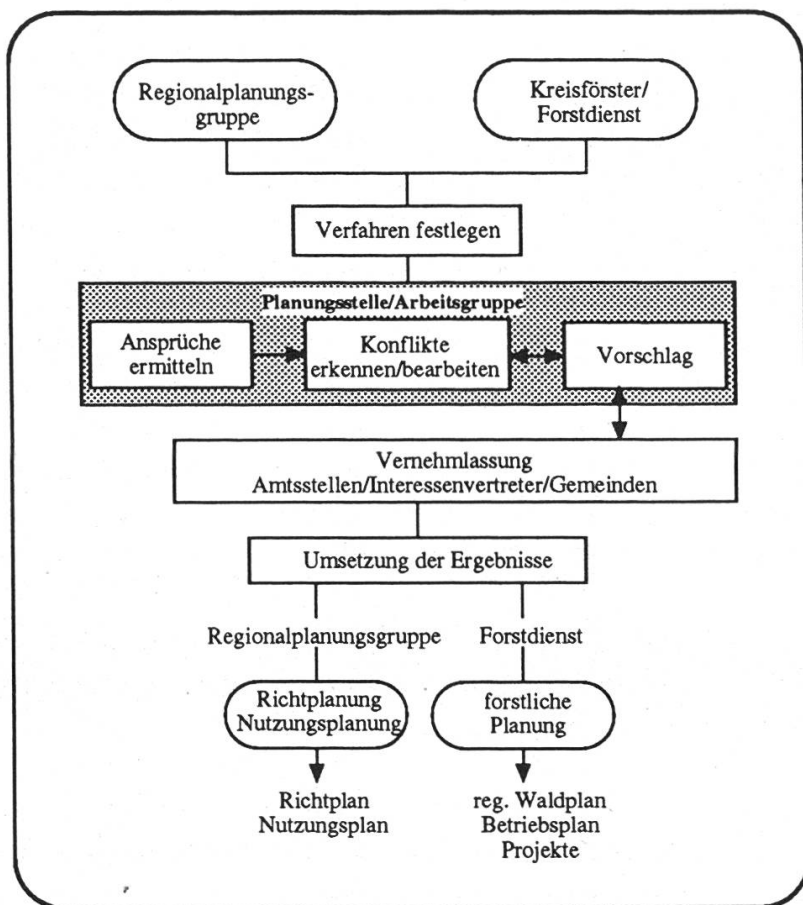 Regionalplanungs-
gruppe
Kreisförster/
Forstdienst
Verfahren festlegen
Planungsstelle/Arbeitsgruppe
Ansprüche
ermitteln
Konflikte
erkennen/bearbeiten
Vorschlag
Vernehmlassung
Amtsstellen/Interessenvertreter/Gemeinden
Umsetzung der Ergebnisse
Regionalplanungsgruppe
Forstdienst
Richtplanung
Nutzungsplanung
forstliche
Planung
Richtplan
Nutzungsplan
reg. Waldplan
Betriebsplan
Projekte